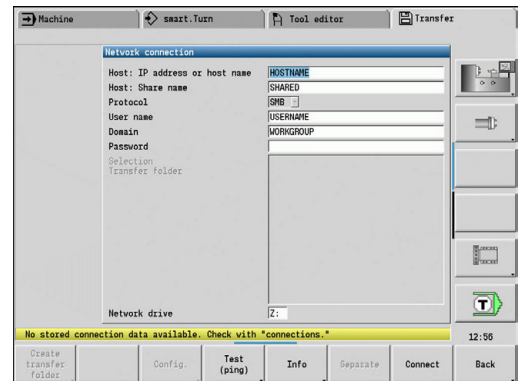 Machine
smart.Turn
Tool editor
Transfer
Network connection
Host: IP address or host name HOSTNAME
Host: Share name SHARED
Protocol SMB
User name USERNAME
Domain WORKGROUP
Password
Selection
Transfer folder
Network drive Z:
T
No stored connection data available. Check with "connections."
12:56
Create transfer folder
Config.
Test (ping)
Info
Separate
Connect
Back